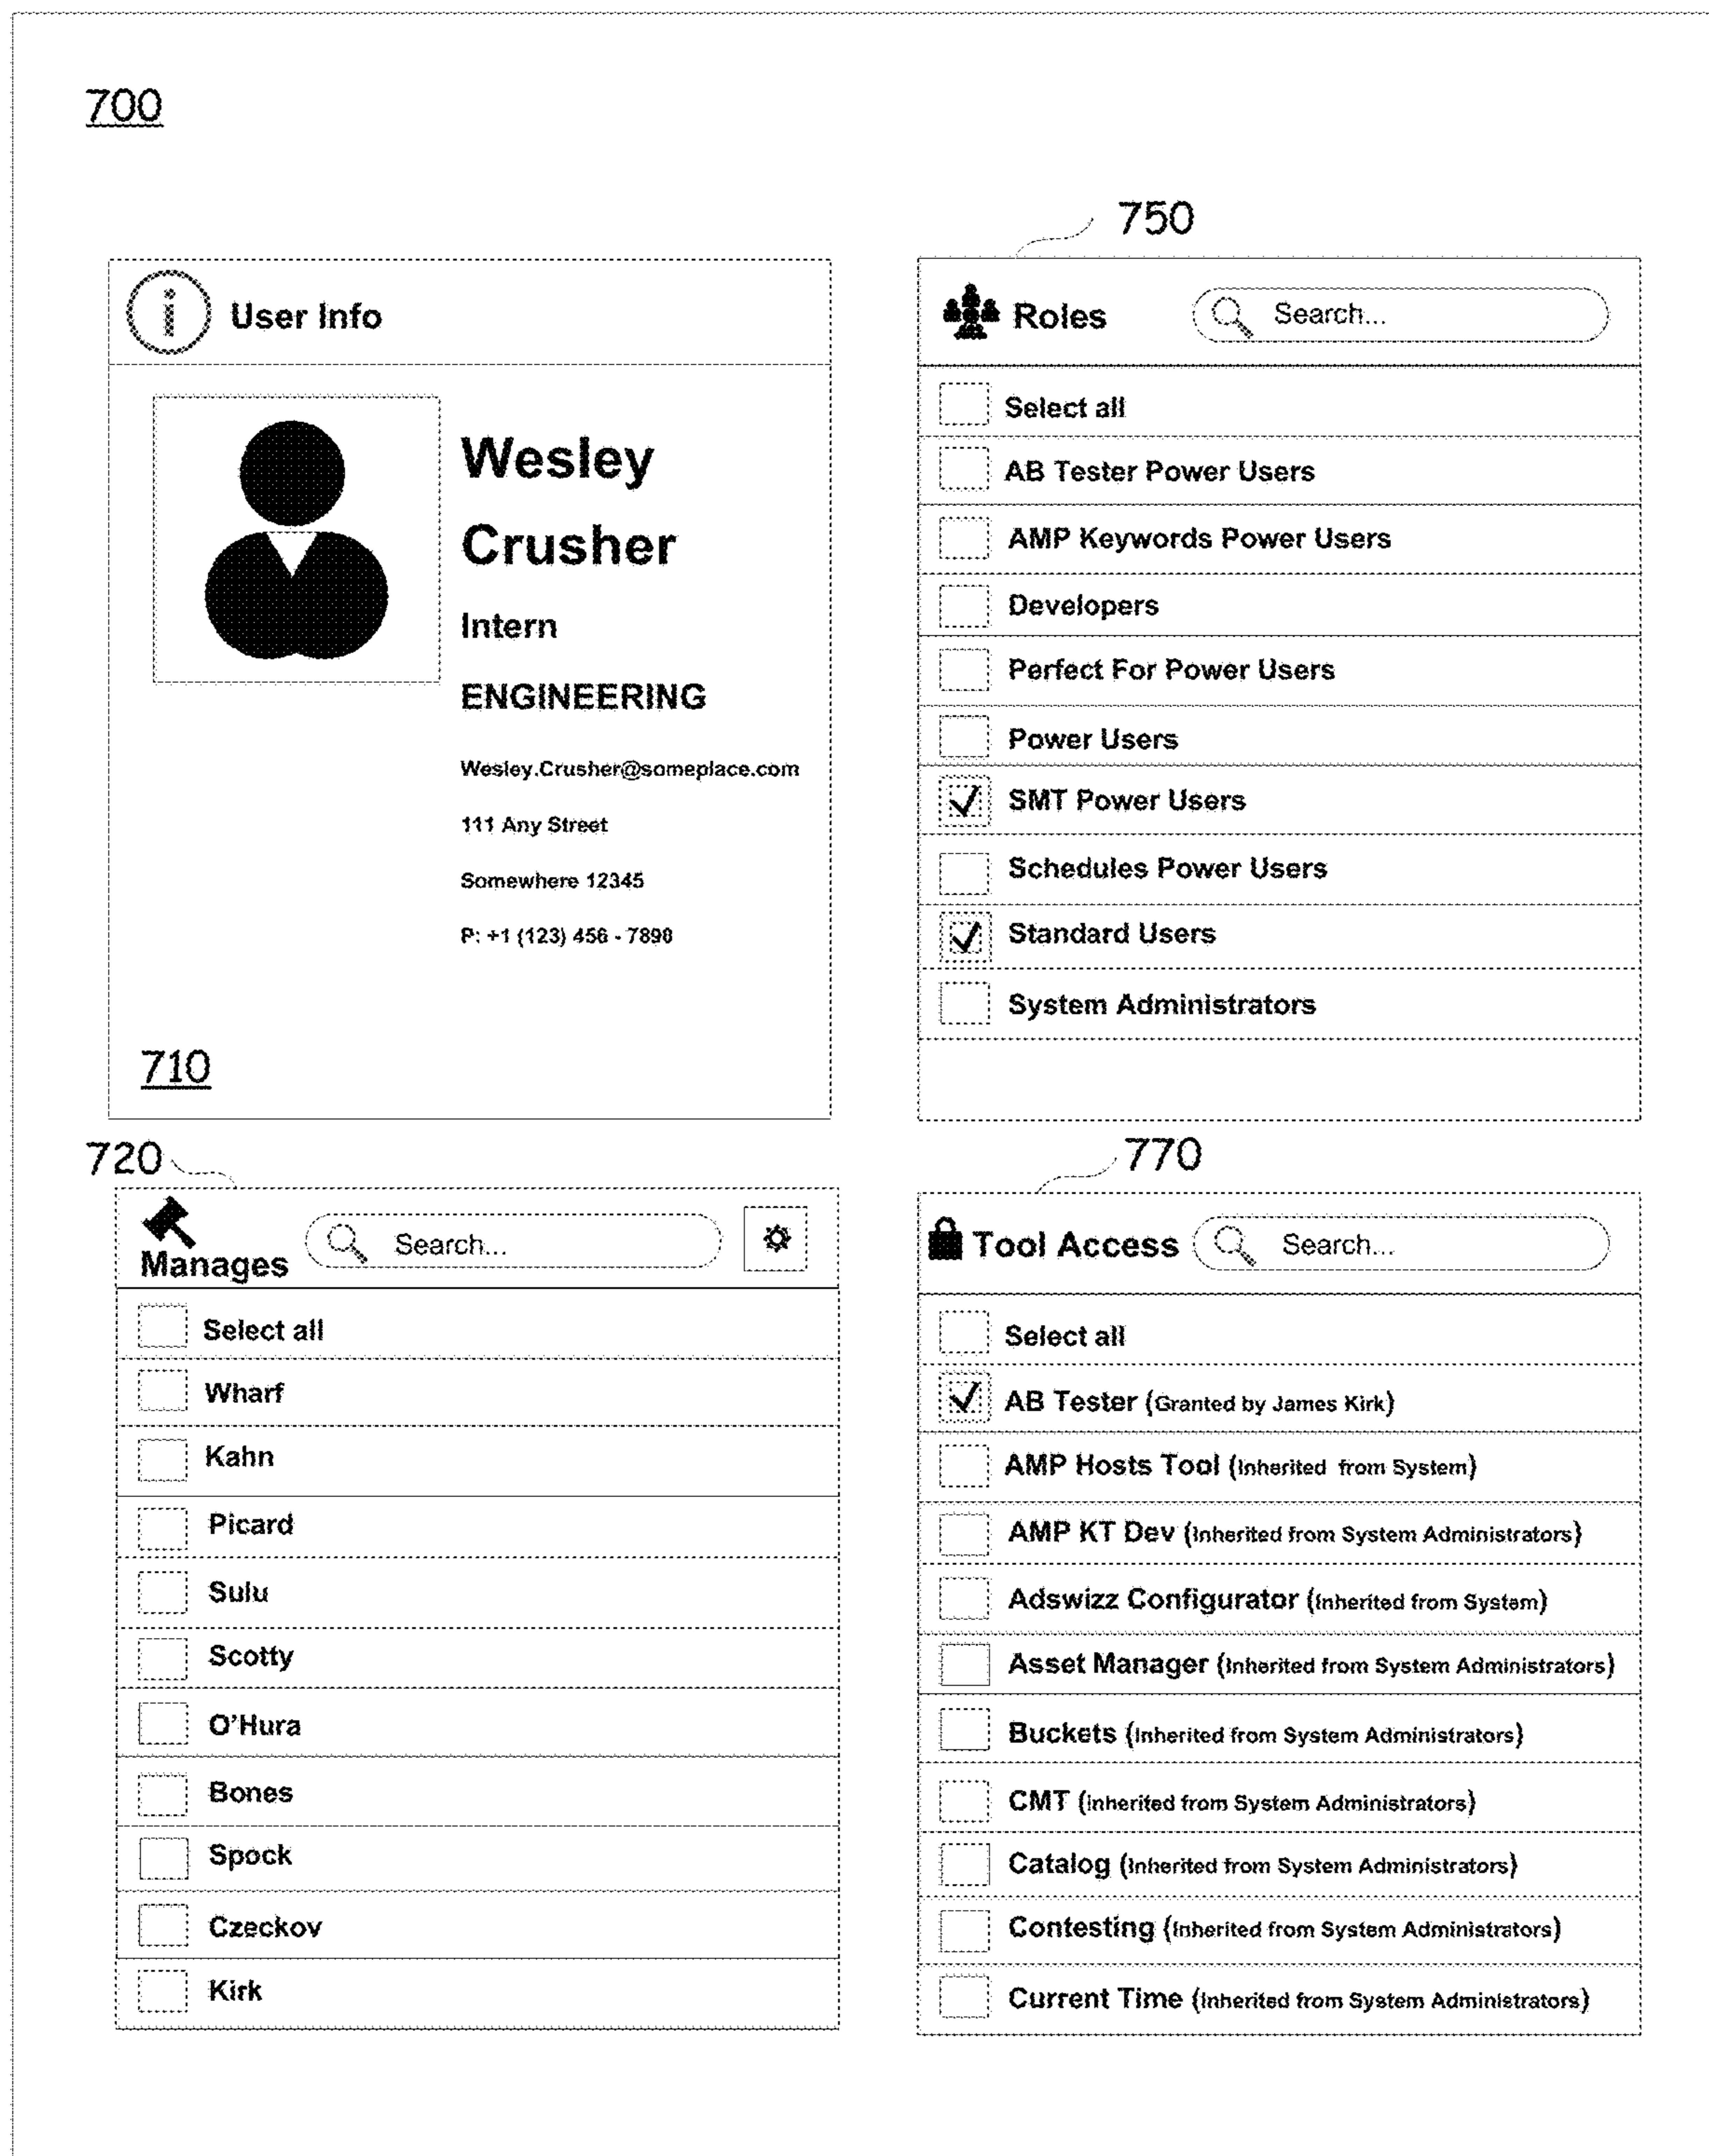 700
User Info
Wesley
Crusher
Intern
ENGINEERING
Wesley.Crusher@someplace.com
111 Any Street
Somewhere 12345
P: +1 (123) 456 - 7890
710
750
Roles
Search...
Select all
AB Tester Power Users
AMP Keywords Power Users
Developers
Perfect For Power Users
Power Users
SMT Power Users
Schedules Power Users
Standard Users
System Administrators
720
Manages
Search...
Select all
Wharf
Kahn
Picard
Sulu
Scotty
O'Hura
Bones
Spock
Czeckov
Kirk
770
Tool Access
Search...
Select all
AB Tester (Granted by James Kirk)
AMP Hosts Tool (Inherited from System)
AMP KT Dev (Inherited from System Administrators)
Adswizz Configurator (Inherited from System)
Asset Manager (Inherited from System Administrators)
Buckets (Inherited from System Administrators)
CMT (Inherited from System Administrators)
Catalog (Inherited from System Administrators)
Contesting (Inherited from System Administrators)
Current Time (Inherited from System Administrators)